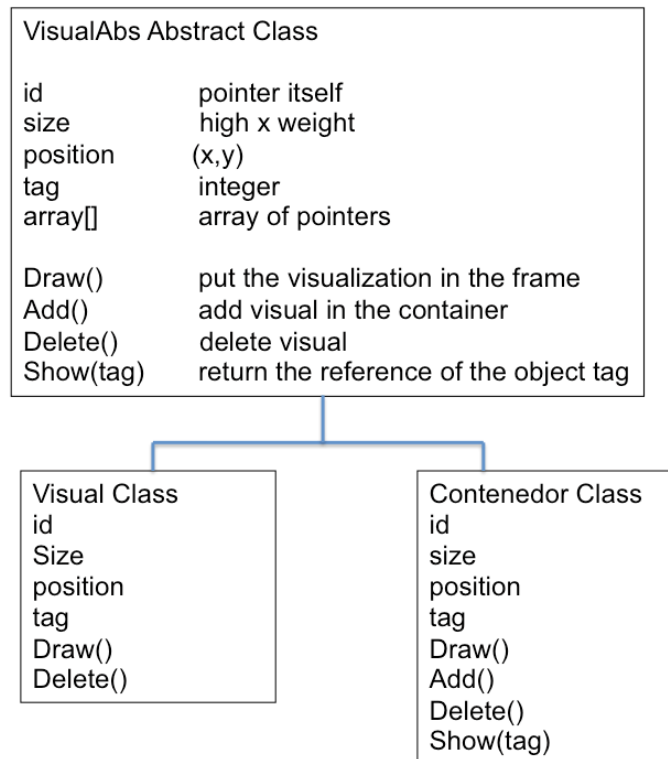 VisualAbs Abstract Class
id pointer itself
size high x weight
position (x,y)
tag integer
array[] array of pointers
Draw() put the visualization in the frame
Add() add visual in the container
Delete() delete visual
Show(tag) return the reference of the object tag
Visual Class
id
Size
position
tag
Draw()
Delete()
Contenedor Class
id
size
position
tag
Draw()
Add()
Delete()
Show(tag)